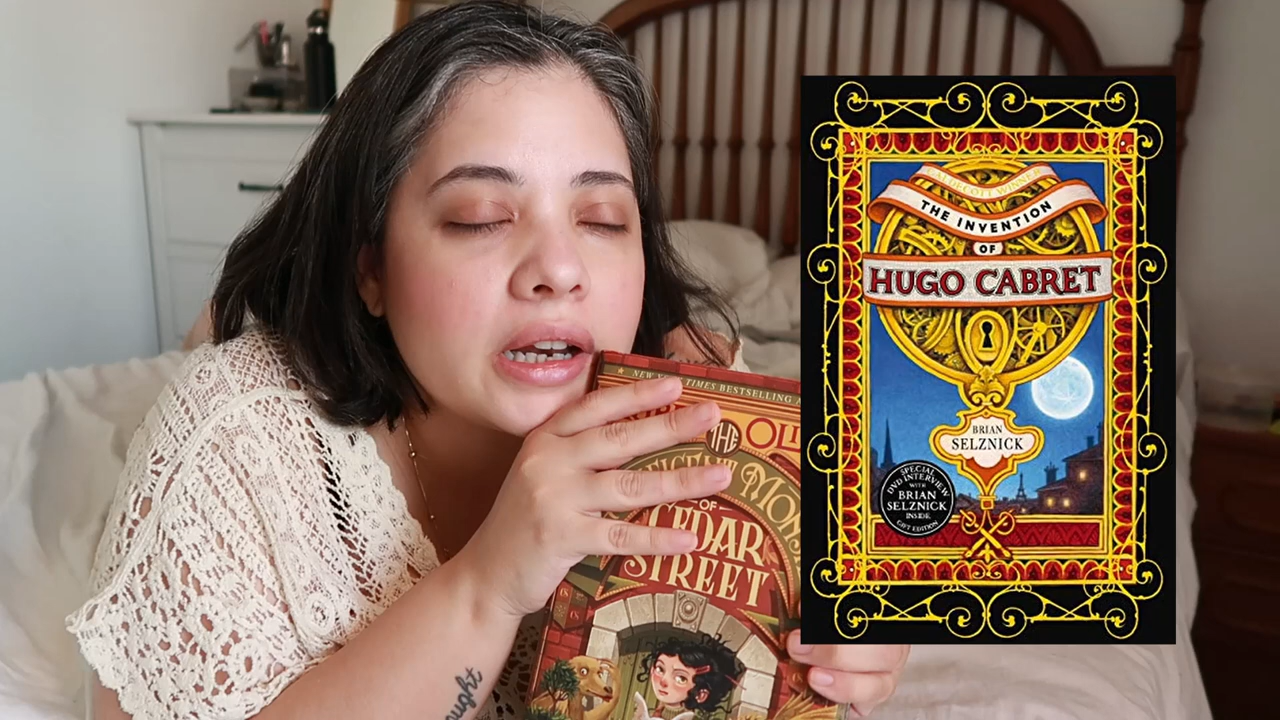 NEW YORK TIMES BESTSELLING
THE
OF
CEDAR
STREET
ought
CALDECOTT WINNER
THE INVENTION
OF
HUGO CABRET
BRIAN
SELZNICK
SPECIAL
DVD INTERVIEW
WITH
BRIAN
SELZNICK
INSIDE
GIFT EDITION